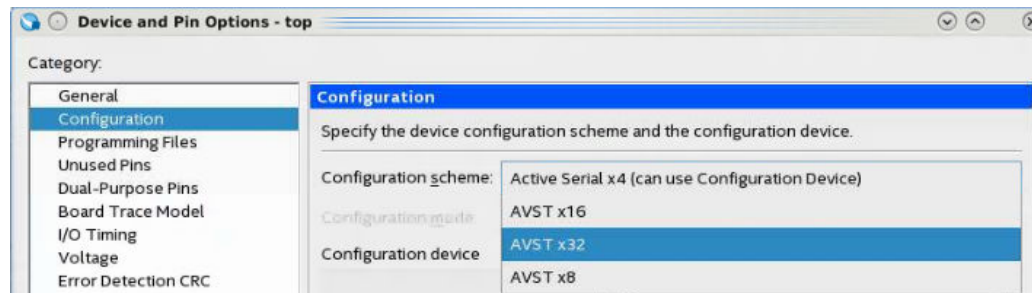 Device and Pin Options - top
Category:
General
Configuration
Programming Files
Unused Pins
Dual-Purpose Pins
Board Trace Model
I/O Timing
Voltage
Error Detection CRC
Configuration
Specify the device configuration scheme and the configuration device.
Configuration scheme:
Active Serial x4 (can use Configuration Device)
AVST x16
AVST x32
AVST x8
Configuration mode
Configuration device